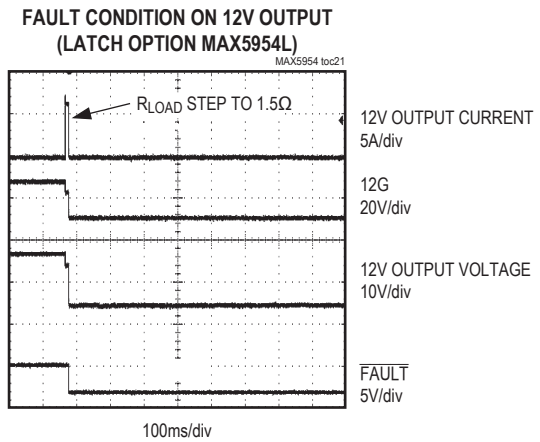 FAULT CONDITION ON 12V OUTPUT
(LATCH OPTION MAX5954L)
MAX5954 toc21
RLOAD STEP TO 1.5Ω
12V OUTPUT CURRENT
5A/div
12G
20V/div
12V OUTPUT VOLTAGE
10V/div
FAULT
5V/div
100ms/div